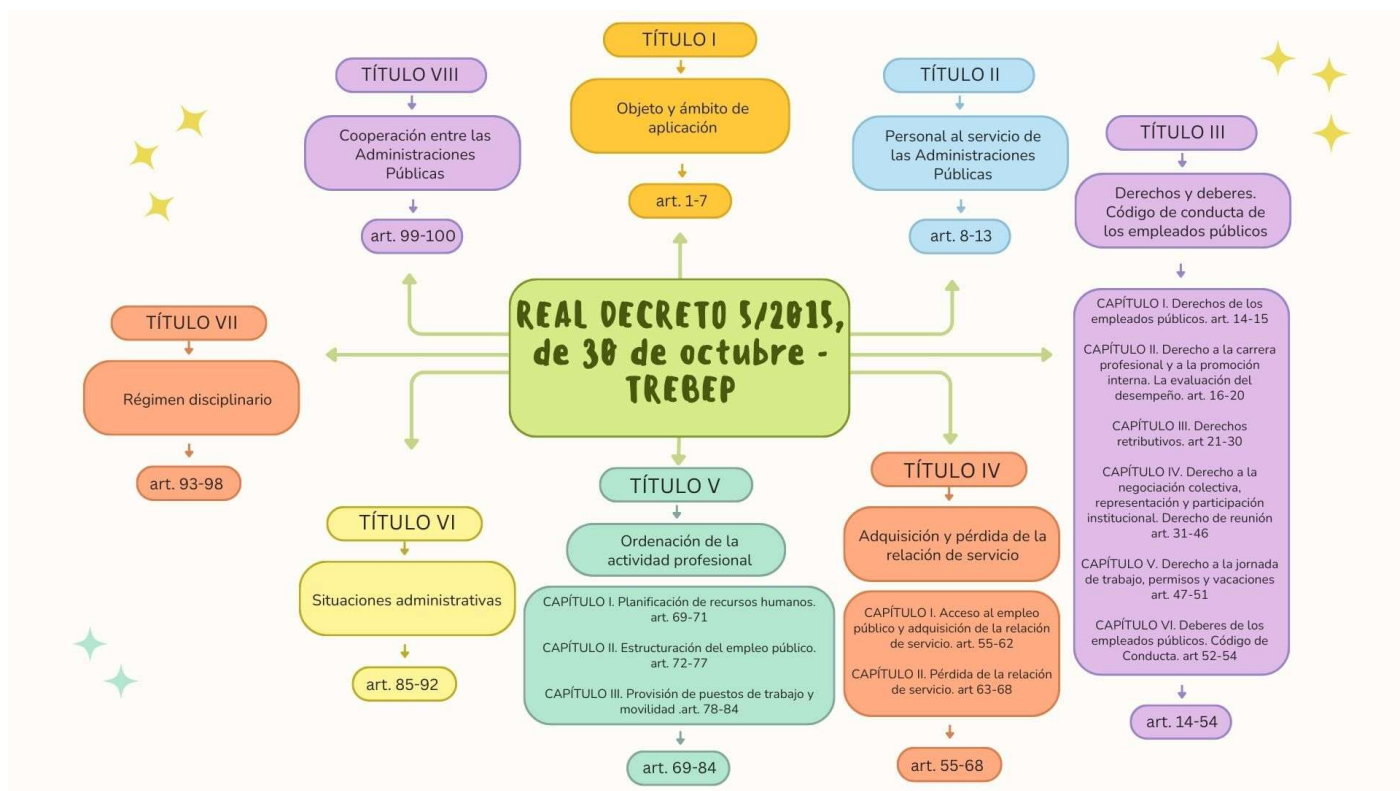 TÍTULO I
Objeto y ámbito de
aplicación
art. 1-7
TÍTULO VIII
Cooperación entre las
Administraciones
Públicas
art. 99-100
TÍTULO II
Personal al servicio de
las Administraciones
Públicas
art. 8-13
TÍTULO III
Derechos y deberes.
Código de conducta de
los empleados públicos
CAPÍTULO I. Derechos de los
empleados públicos. art. 14-15
CAPÍTULO II. Derecho a la carrera
profesional y a la promoción
interna. La evaluación del
desempeño. art. 16-20
CAPÍTULO III. Derechos
retributivos. art 21-30
CAPÍTULO IV. Derecho a la
negociación colectiva,
representación y participación
institucional. Derecho de reunión
art. 31-46
CAPÍTULO V. Derecho a la jornada
de trabajo, permisos y vacaciones
art. 47-51
CAPÍTULO VI. Deberes de los
empleados públicos. Código de
Conducta. art 52-54
art. 14-54
REAL DECRETO 5/2015,
de 30 de octubre -
TREBEP
TÍTULO VII
Régimen disciplinario
art. 93-98
TÍTULO VI
Situaciones administrativas
art. 85-92
TÍTULO V
Ordenación de la
actividad profesional
CAPÍTULO I. Planificación de recursos humanos.
art. 69-71
CAPÍTULO II. Estructuración del empleo público.
art. 72-77
CAPÍTULO III. Provisión de puestos de trabajo y
movilidad .art. 78-84
art. 69-84
TÍTULO IV
Adquisición y pérdida de la
relación de servicio
CAPÍTULO I. Acceso al empleo
público y adquisición de la relación
de servicio. art. 55-62
CAPÍTULO II. Pérdida de la relación
de servicio. art 63-68
art. 55-68